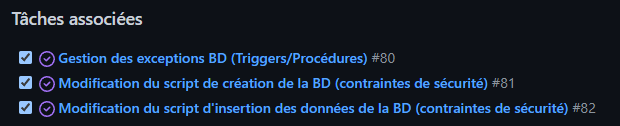 Tâches associées
Gestion des exceptions BD (Triggers/Procédures) #80
Modification du script de création de la BD (contraintes de sécurité) #81
Modification du script d'insertion des données de la BD (contraintes de sécurité) #82